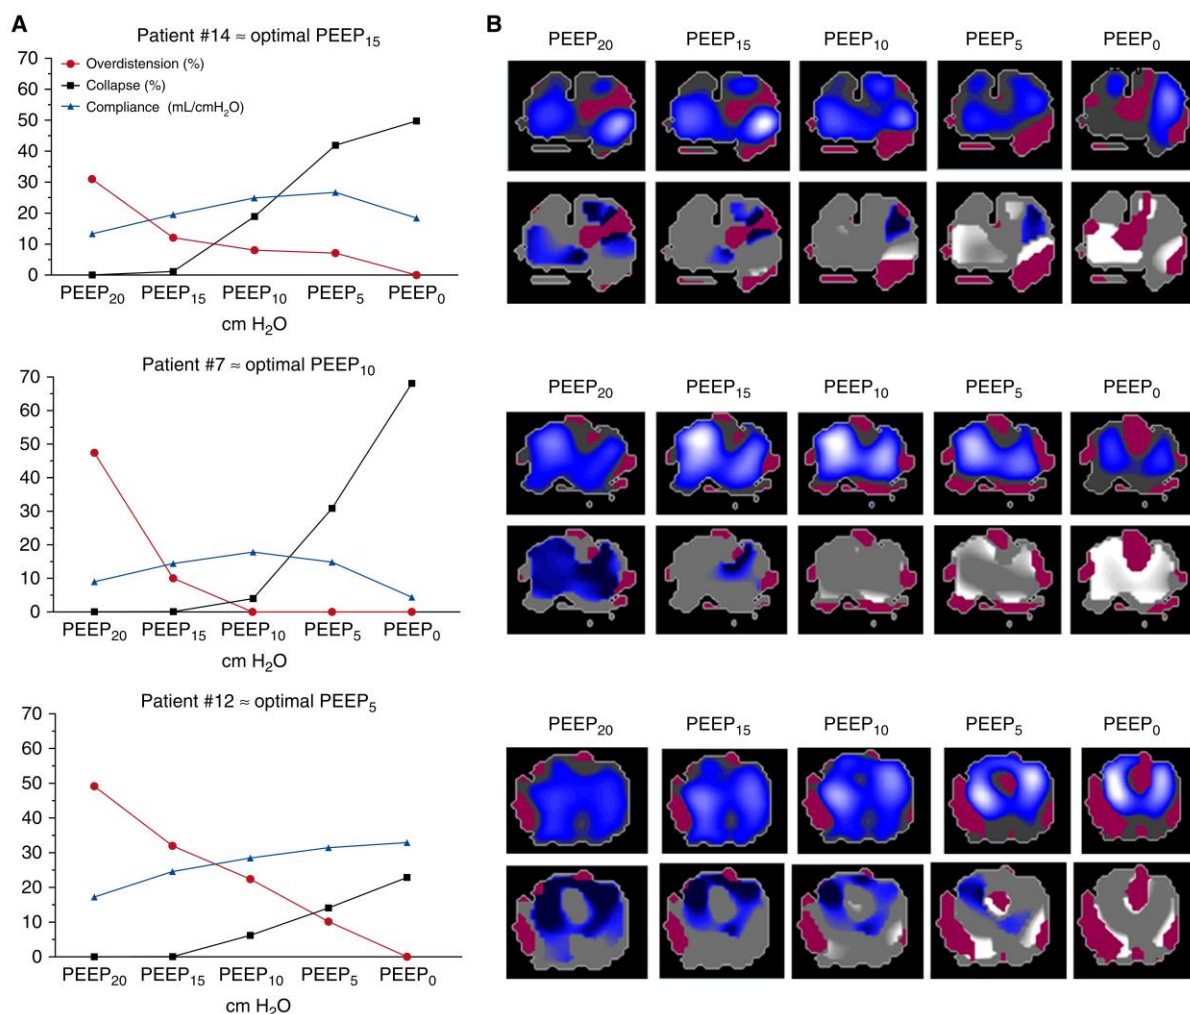 A
Patient #14 ≈ optimal PEEP₁₅
70
60
50
40
30
20
10
0
Overdistension (%)
Collapse (%)
Compliance (mL/cmH₂O)
PEEP₂₀ PEEP₁₅ PEEP₁₀ PEEP₅ PEEP₀
cm H₂O
Patient #7 ≈ optimal PEEP₁₀
70
60
50
40
30
20
10
0
PEEP₂₀ PEEP₁₅ PEEP₁₀ PEEP₅ PEEP₀
cm H₂O
Patient #12 ≈ optimal PEEP₅
70
60
50
40
30
20
10
0
PEEP₂₀ PEEP₁₅ PEEP₁₀ PEEP₅ PEEP₀
cm H₂O
B
PEEP₂₀ PEEP₁₅ PEEP₁₀ PEEP₅ PEEP₀
PEEP₂₀ PEEP₁₅ PEEP₁₀ PEEP₅ PEEP₀
PEEP₂₀ PEEP₁₅ PEEP₁₀ PEEP₅ PEEP₀